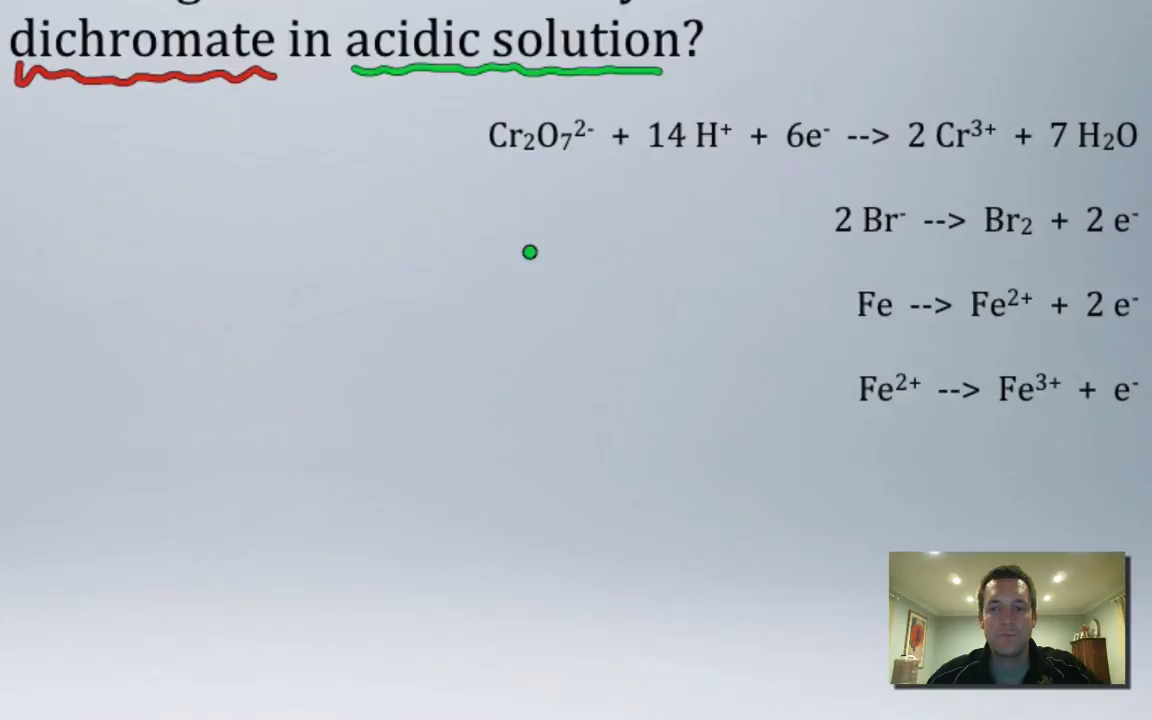 dichromate in acidic solution?
Cr₂O₇²⁻ + 14 H⁺ + 6e⁻ --> 2 Cr³⁺ + 7 H₂O
2 Br⁻ --> Br₂ + 2 e⁻
Fe --> Fe²⁺ + 2 e⁻
Fe²⁺ --> Fe³⁺ + e⁻